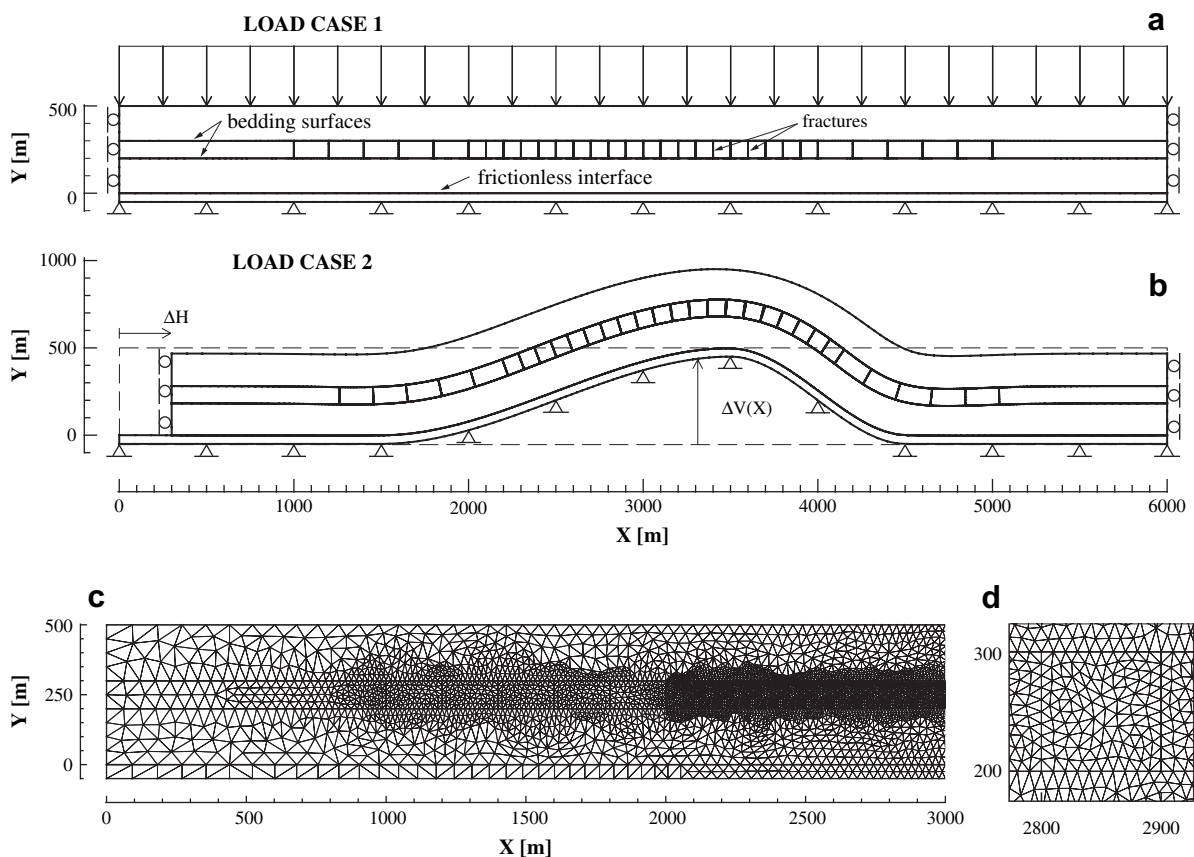 LOAD CASE 1
a
500
Y [m]
0
bedding surfaces
fractures
frictionless interface
LOAD CASE 2
b
1000
500
Y [m]
0
ΔH
ΔV(X)
0 1000 2000 3000 4000 5000 6000
X [m]
c
500
250
Y [m]
0
0 500 1000 1500 2000 2500 3000
X [m]
d
300
200
2800 2900